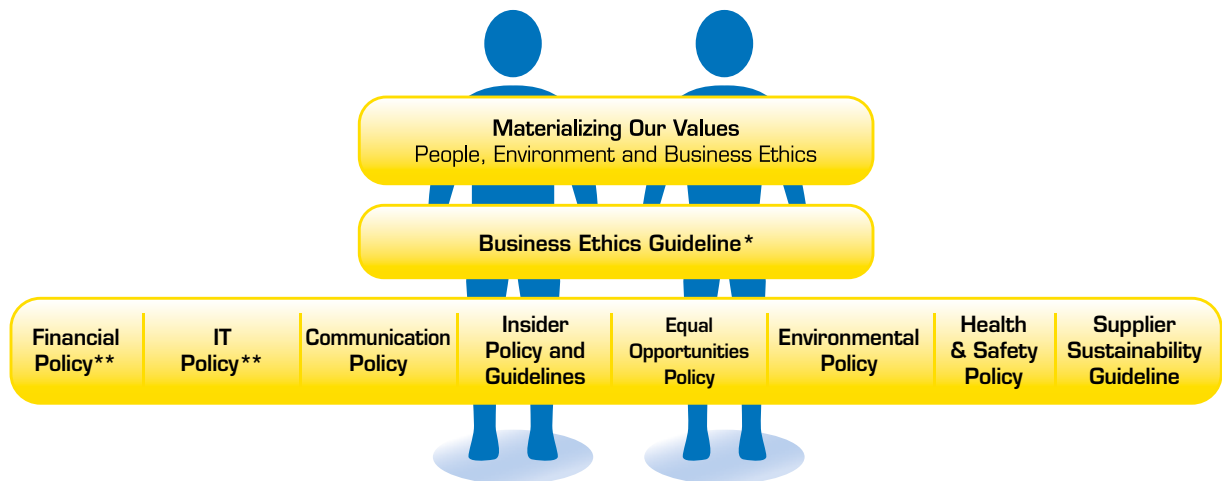 Materializing Our Values
People, Environment and Business Ethics
Business Ethics Guideline*
Financial
Policy**
IT
Policy**
Communication
Policy
Insider
Policy and
Guidelines
Equal
Opportunities
Policy
Environmental
Policy
Health
& Safety
Policy
Supplier
Sustainability
Guideline